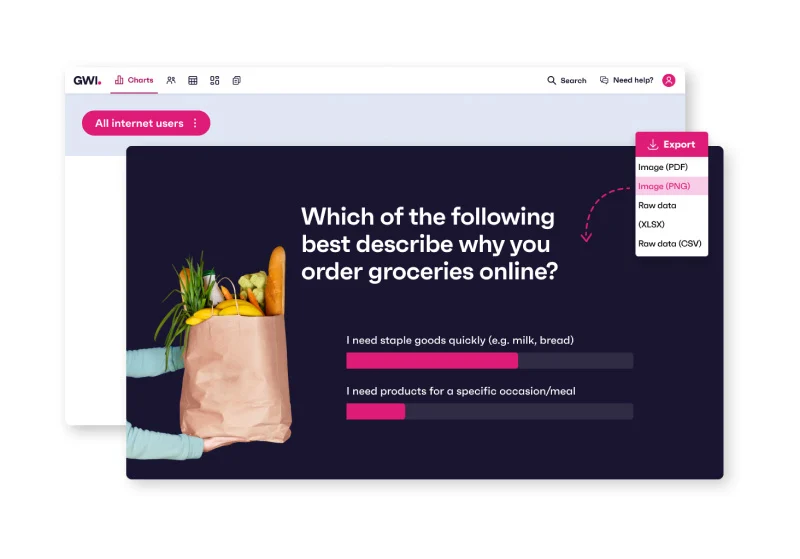 GWI.
Charts
Search
Need help?
All internet users
Export
Image (PDF)
Image (PNG)
Raw data
(XLSX)
Raw data (CSV)
Which of the following
best describe why you
order groceries online?
I need staple goods quickly (e.g. milk, bread)
I need products for a specific occasion/meal